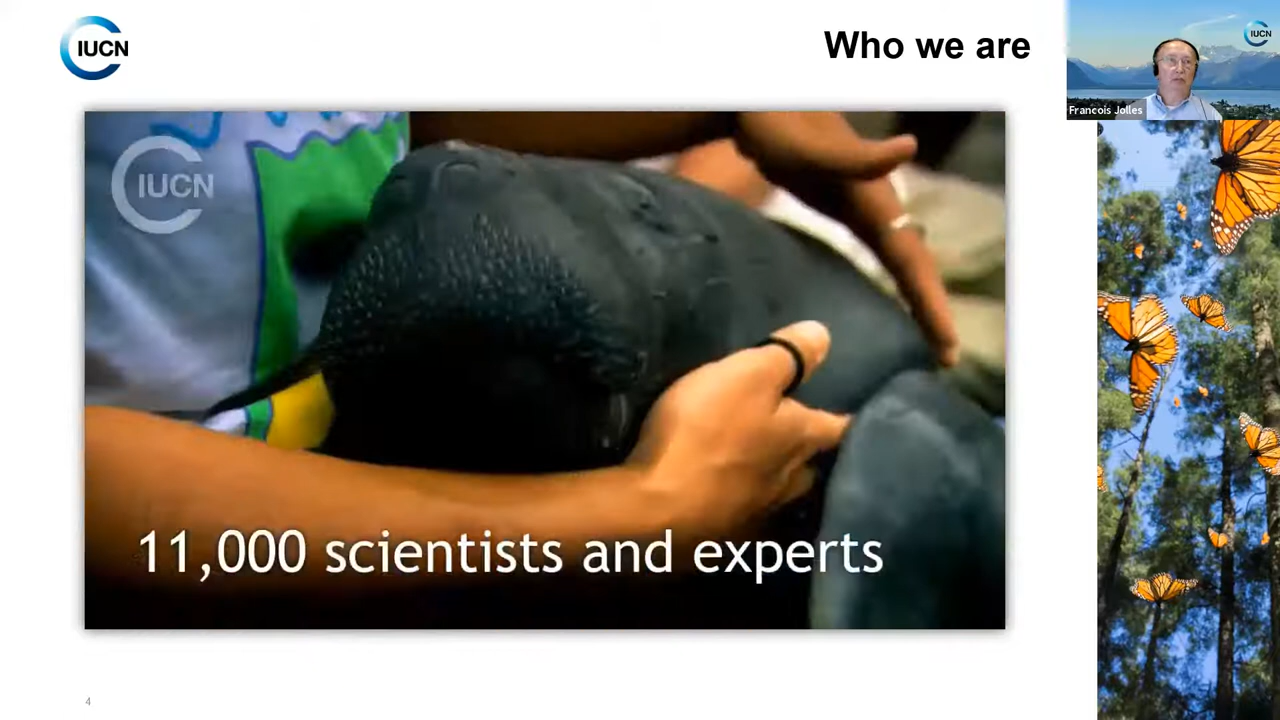 IUCN
Who we are
IUCN
Francois Jolles
IUCN
11,000 scientists and experts
4